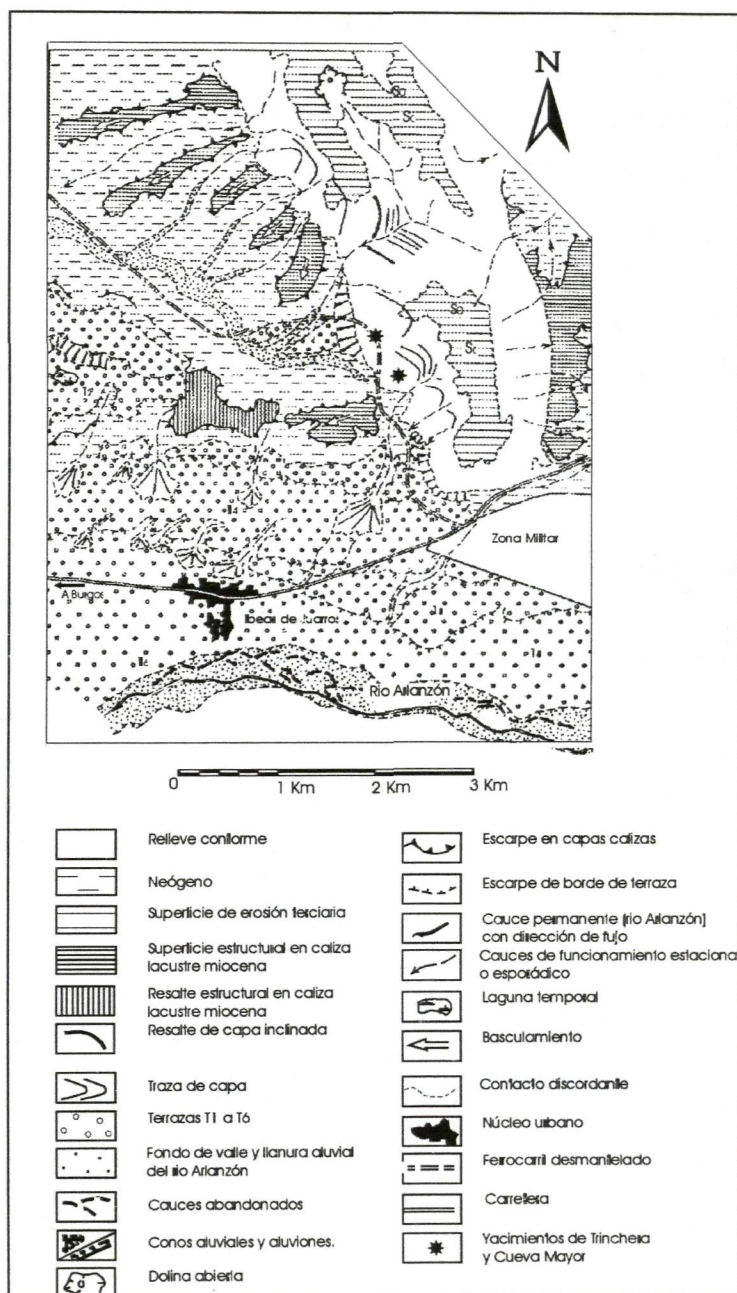 N
So
Sc
So
Sc
Zona Militar
A Burgos
Ibeas de Juarros
Río Arlanzón
0
1 Km
2 Km
3 Km
Relieve coniforme
Neógeno
Superficie de erosión terciaria
Superficie estructural en caliza
lacustre miocena
Resalte estructural en caliza
lacustre miocena
Resalte de capa inclinada
Traza de capa
Terrazas T1 a T6
Fondo de valle y llanura aluvial
del río Arlanzón
Cauces abandonados
Conos aluviales y aluviones.
Dolina abierta
Escarpe en capas calizas
Escarpe de borde de terraza
Cauce permanente (río Arlanzón)
con dirección de flujo
Cauces de funcionamiento estaciona
o esporádico
Laguna temporal
Basculamiento
Contacto discordante
Núcleo urbano
Ferrocarril desmantelado
Carretera
Yacimientos de Trinchera
y Cueva Mayor